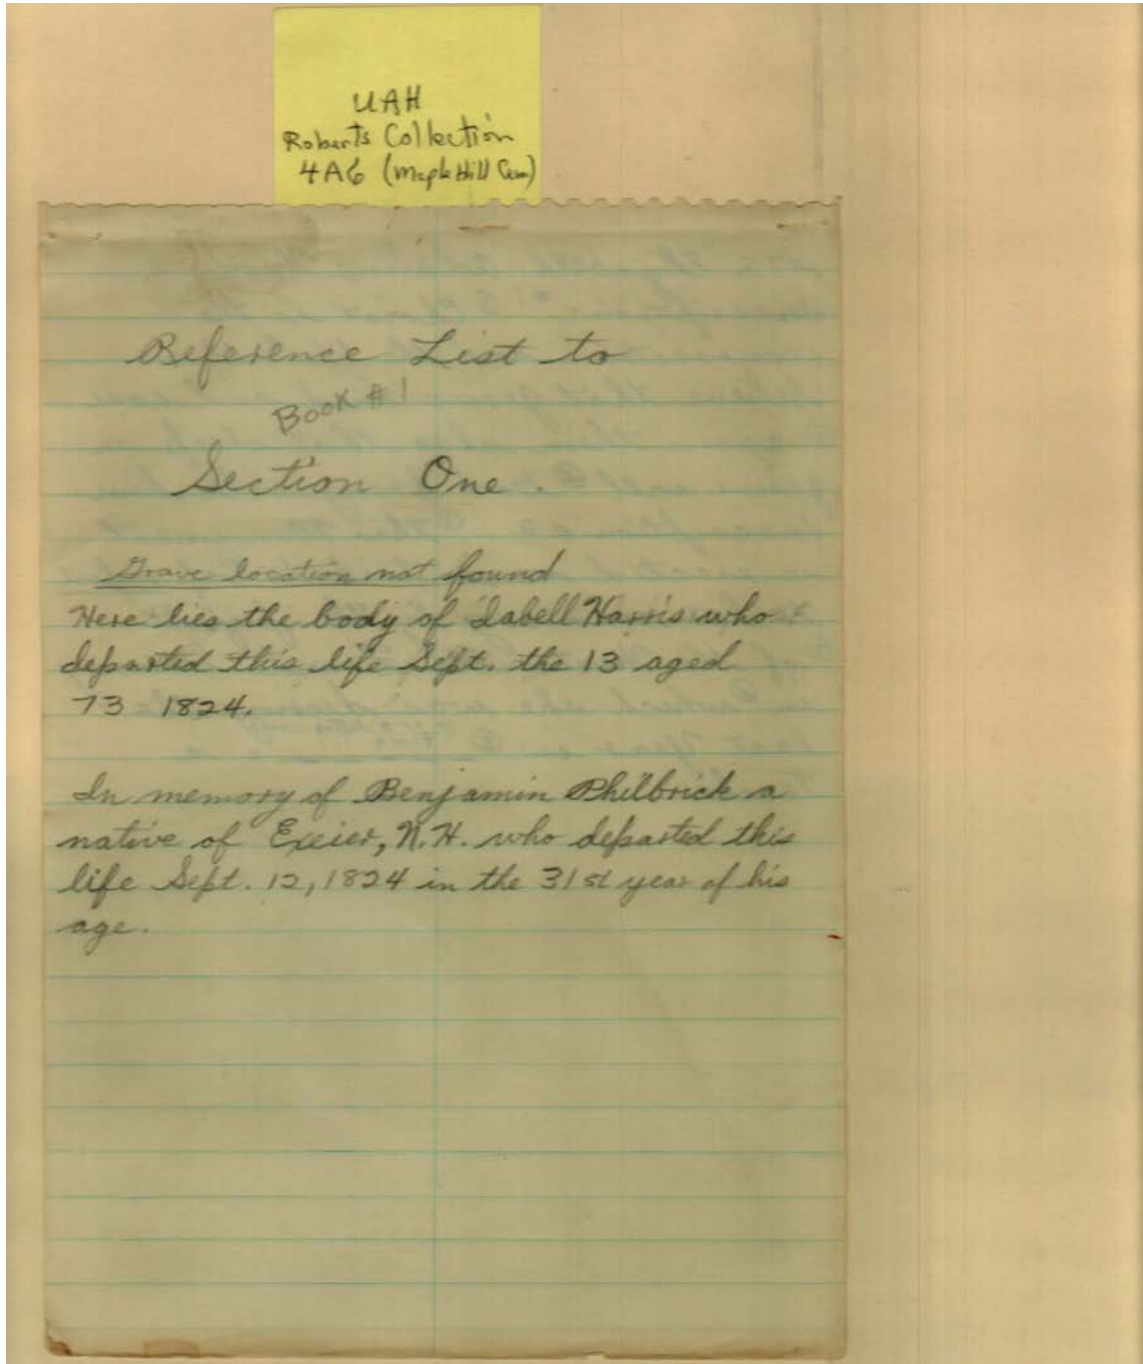 UAH
Roberts Collection
4A6 (Maple Hill Cem)
Reference List to
Book #1
Section One.
Grave location not found
Here lies the body of Isabell Harris who
departed this life Sept. the 13 aged
73 1824.
In memory of Benjamin Philbrick a
native of Exeier, N.H. who departed this
life Sept. 12, 1824 in the 31st year of his
age.